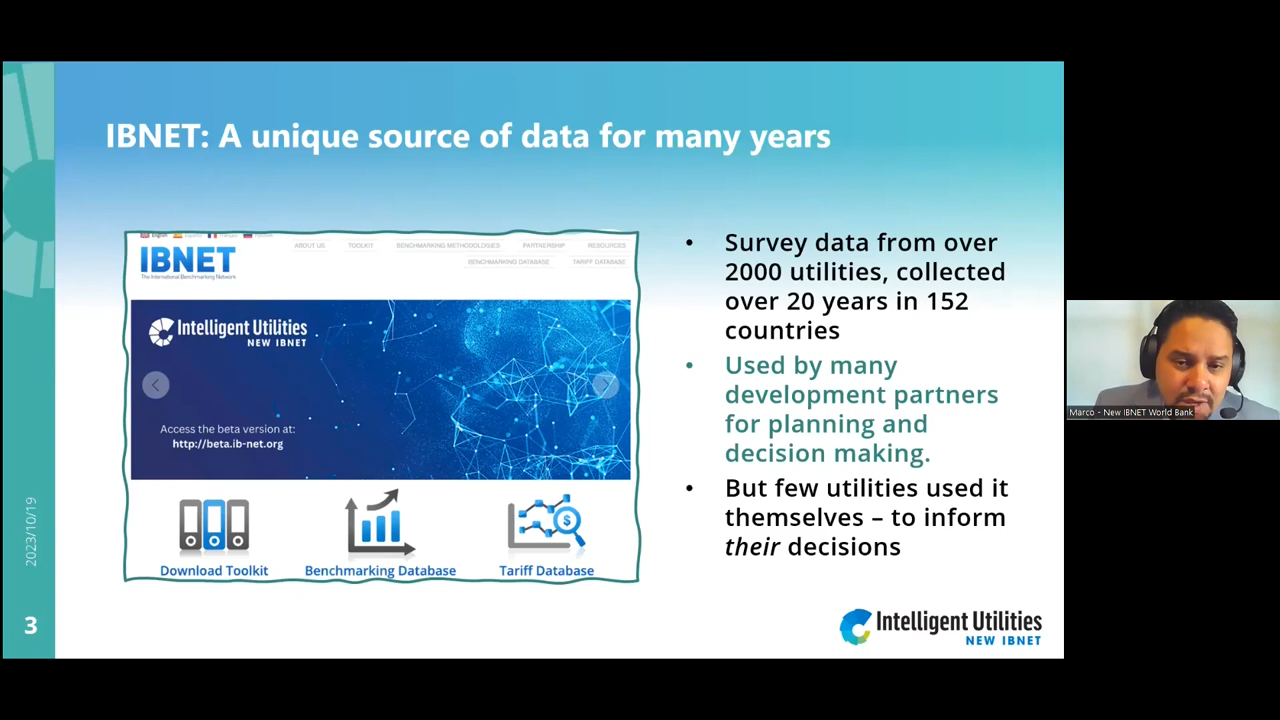 IBNET: A unique source of data for many years
English
ABOUT US
TOOLKIT
BENCHMARKING METHODOLOGIES
PARTNERSHIP
RESOURCES
IBNET
The International Benchmarking Network
BENCHMARKING DATABASE
TARIFF DATABASE
Intelligent Utilities
NEW IBNET
Access the beta version at:
http://beta.ib-net.org
Download Toolkit
Benchmarking Database
Tariff Database
• Survey data from over
2000 utilities, collected
over 20 years in 152
countries
• Used by many
development partners
for planning and
decision making.
• But few utilities used it
themselves – to inform
their decisions
Marco - New IBNET World Bank
2023/10/19
3
Intelligent Utilities
NEW IBNET